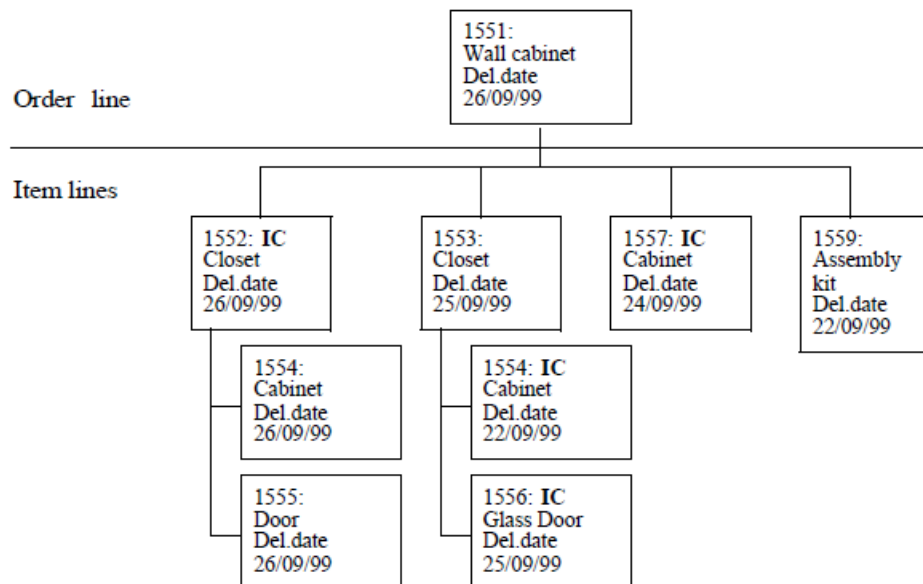 1551:
Wall cabinet
Del.date
26/09/99
Order line
Item lines
1552: IC
Closet
Del.date
26/09/99
1553:
Closet
Del.date
25/09/99
1557: IC
Cabinet
Del.date
24/09/99
1559:
Assembly
kit
Del.date
22/09/99
1554:
Cabinet
Del.date
26/09/99
1554: IC
Cabinet
Del.date
22/09/99
1555:
Door
Del.date
26/09/99
1556: IC
Glass Door
Del.date
25/09/99